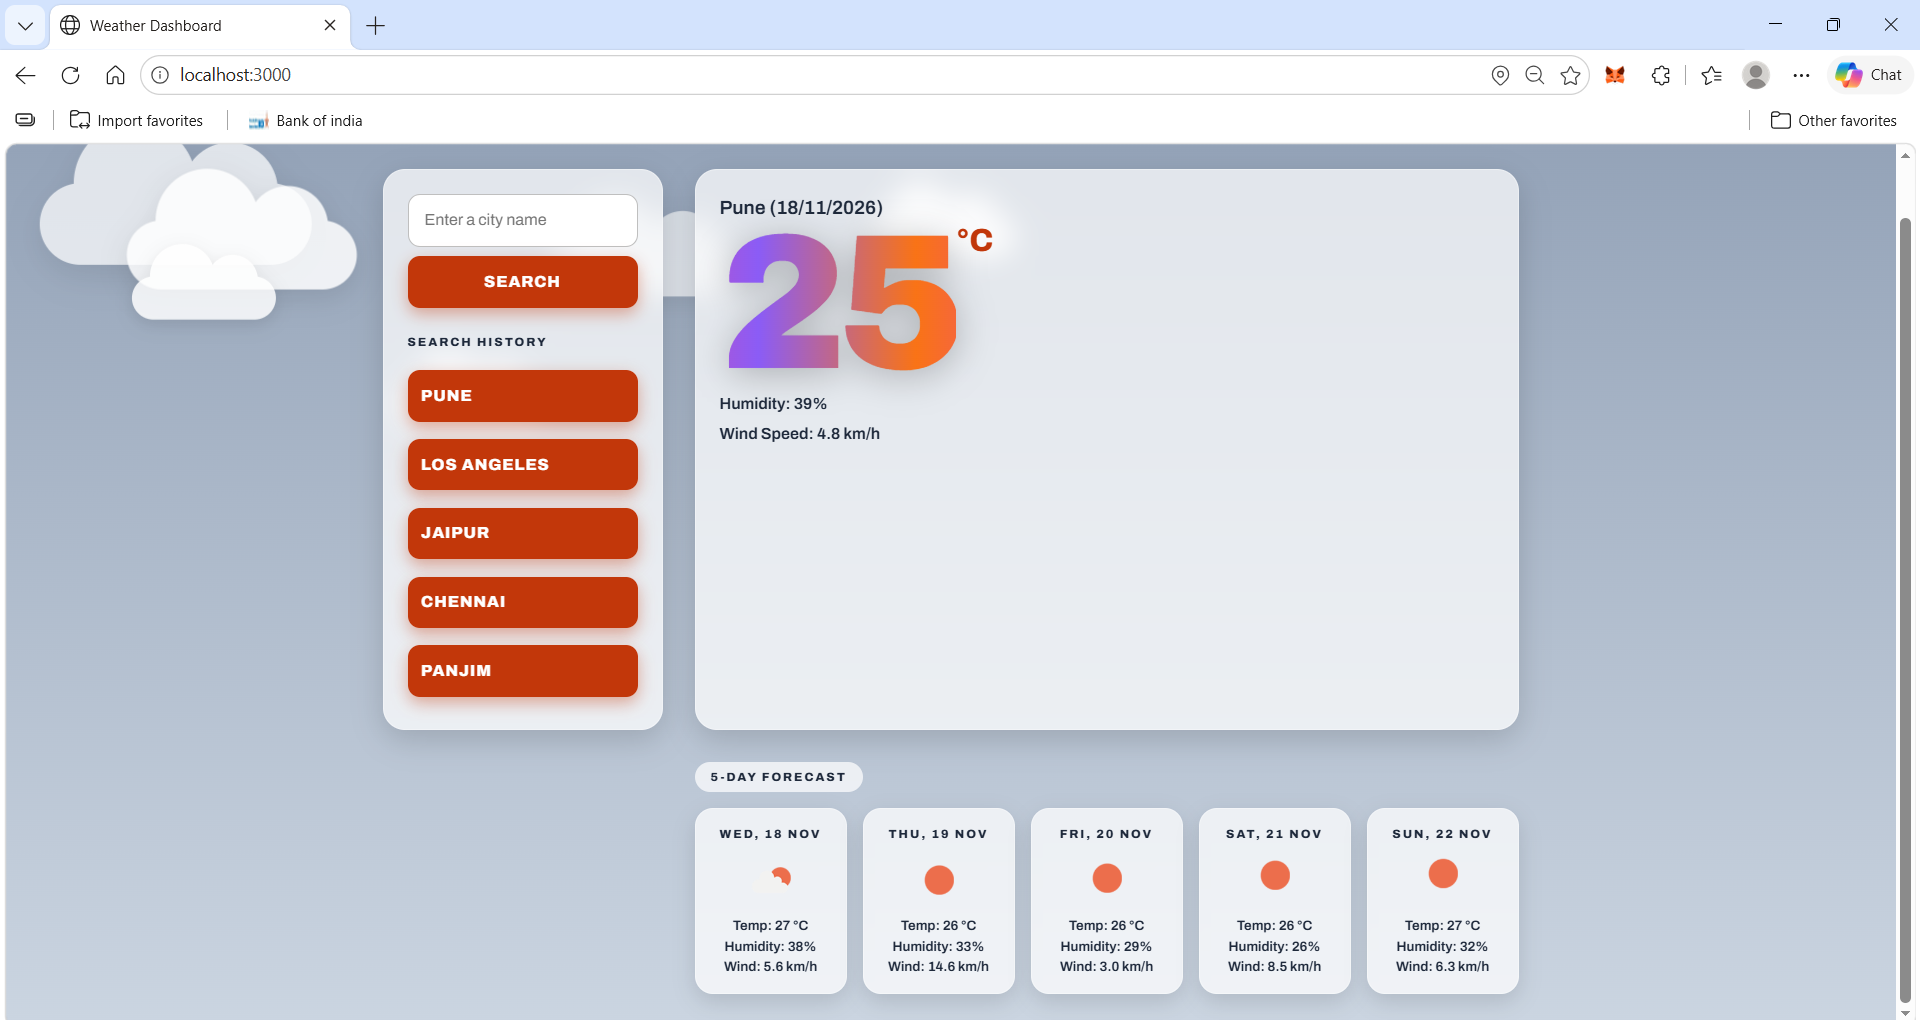 Weather Dashboard
localhost:3000
Chat
Import favorites
Bank of india
Other favorites
Enter a city name
SEARCH
SEARCH HISTORY
PUNE
LOS ANGELES
JAIPUR
CHENNAI
PANJIM
Pune (18/11/2026)
25 °C
Humidity: 39%
Wind Speed: 4.8 km/h
5-DAY FORECAST
WED, 18 NOV
Temp: 27 °C
Humidity: 38%
Wind: 5.6 km/h
THU, 19 NOV
Temp: 26 °C
Humidity: 33%
Wind: 14.6 km/h
FRI, 20 NOV
Temp: 26 °C
Humidity: 29%
Wind: 3.0 km/h
SAT, 21 NOV
Temp: 26 °C
Humidity: 26%
Wind: 8.5 km/h
SUN, 22 NOV
Temp: 27 °C
Humidity: 32%
Wind: 6.3 km/h